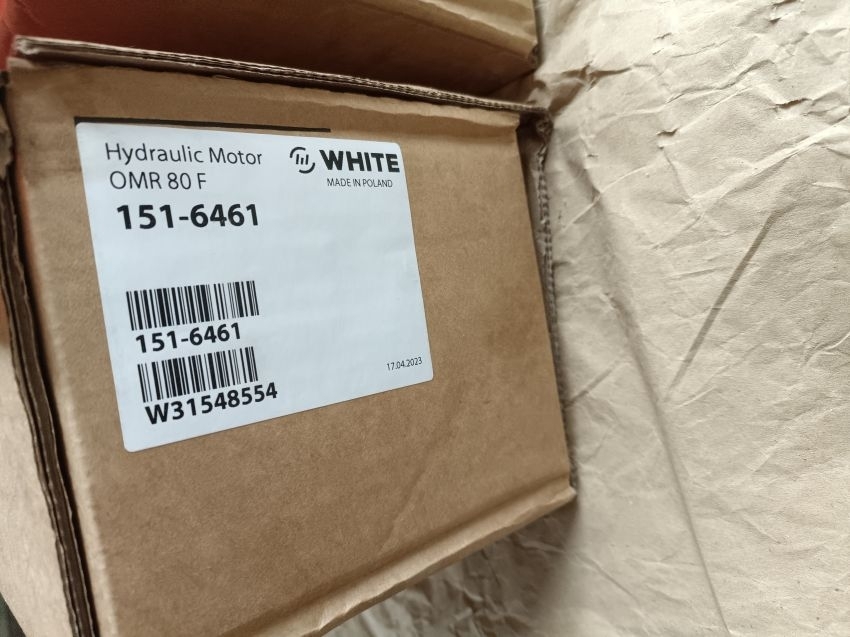 Hydraulic Motor
OMR 80 F
151-6461
WHITE
MADE IN POLAND
151-6461
W31548554
17.04.2023